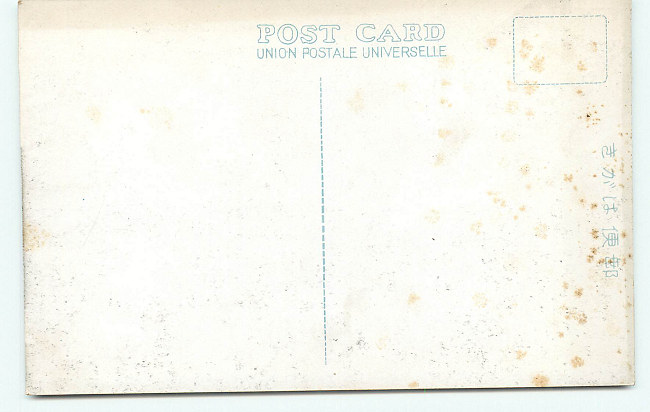 POST CARD
UNION POSTALE UNIVERSELLE
きがは便郵